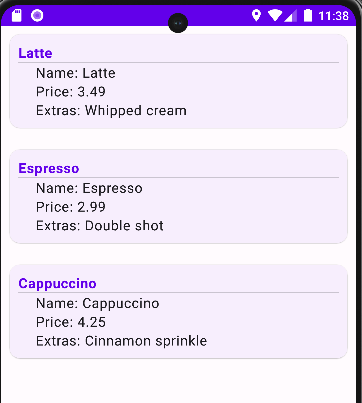 11:38
Latte
Name: Latte
Price: 3.49
Extras: Whipped cream
Espresso
Name: Espresso
Price: 2.99
Extras: Double shot
Cappuccino
Name: Cappuccino
Price: 4.25
Extras: Cinnamon sprinkle